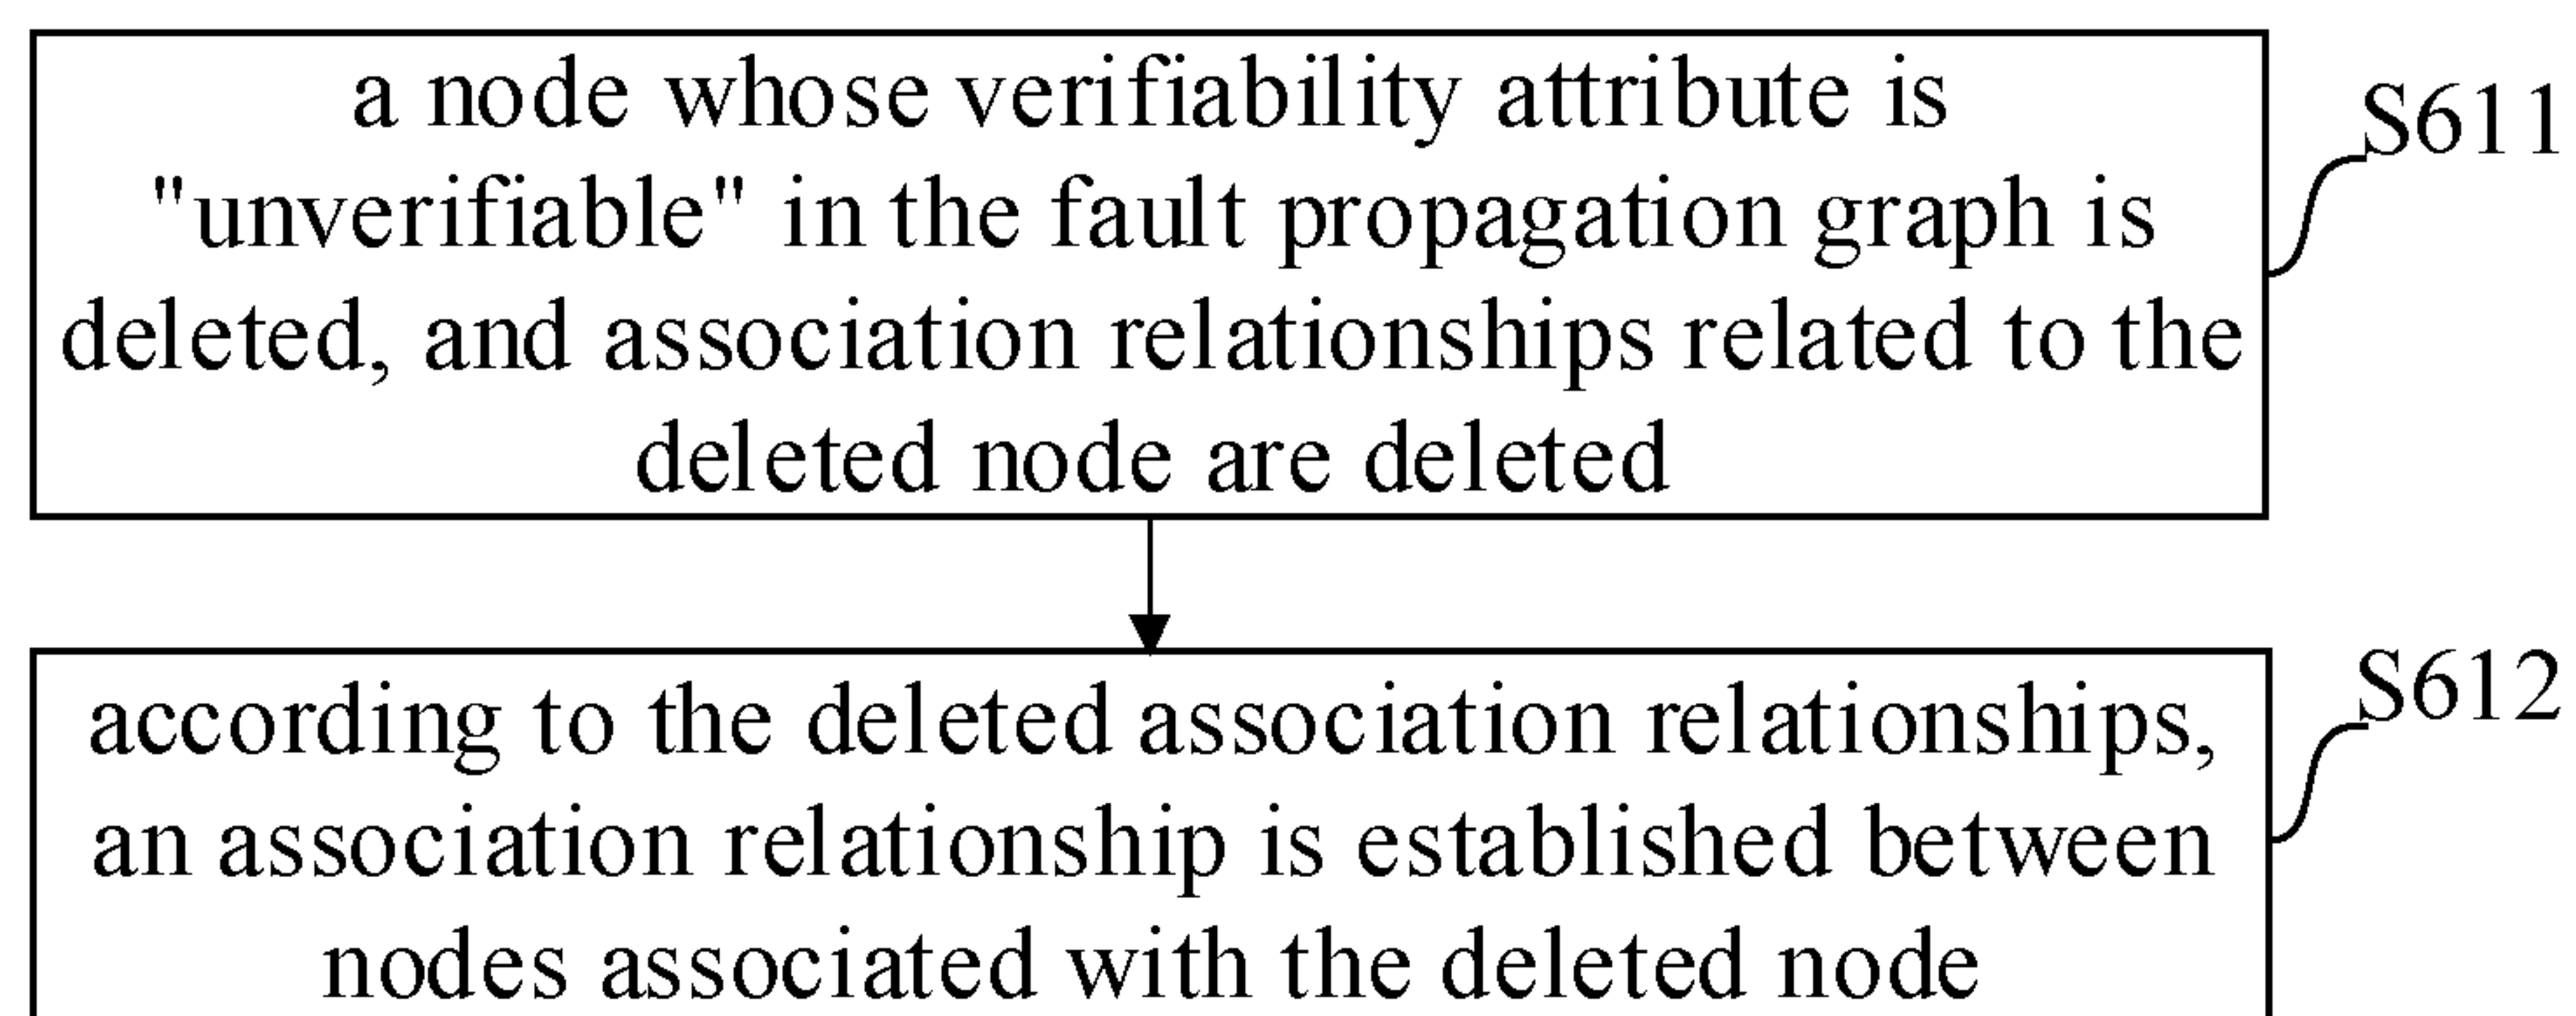 a node whose verifiability attribute is
"unverifiable" in the fault propagation graph is
deleted, and association relationships related to the
deleted node are deleted
S611
according to the deleted association relationships,
an association relationship is established between
nodes associated with the deleted node
S612